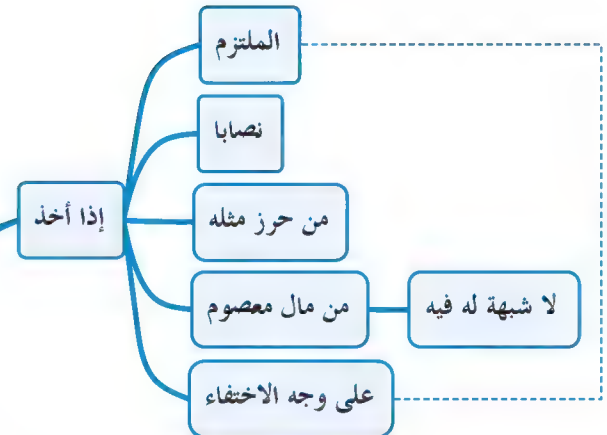 إذا أخذ
الملتزم
نصابا
من حرز مثله
من مال معصوم
لا شبهة له فيه
على وجه الاختفاء